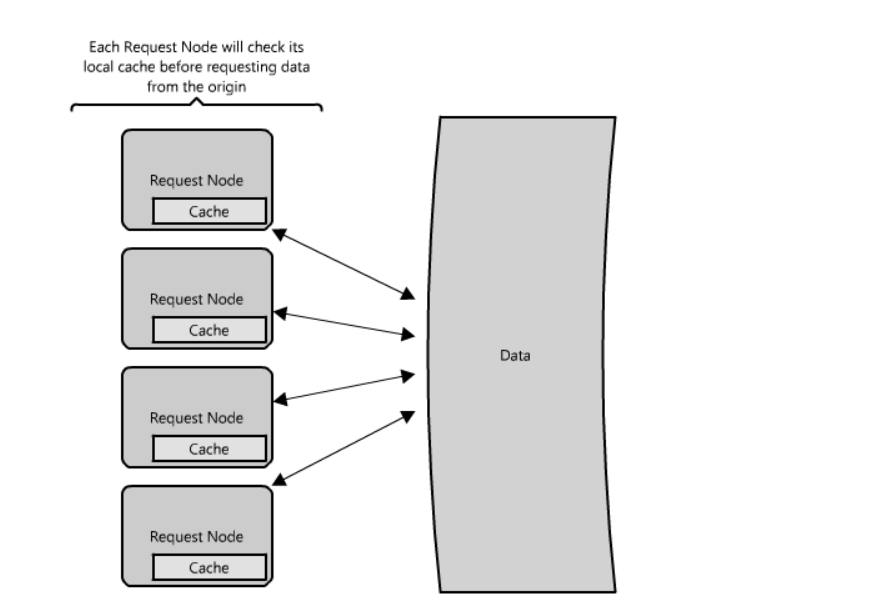 Each Request Node will check its
local cache before requesting data
from the origin
Request Node
Cache
Request Node
Cache
Request Node
Cache
Request Node
Cache
Data